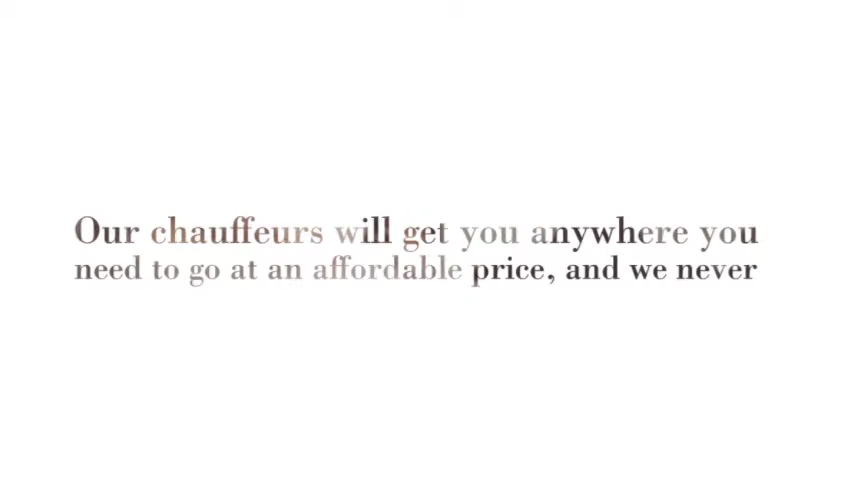 Our chauffeurs will get you anywhere you
need to go at an affordable price, and we never